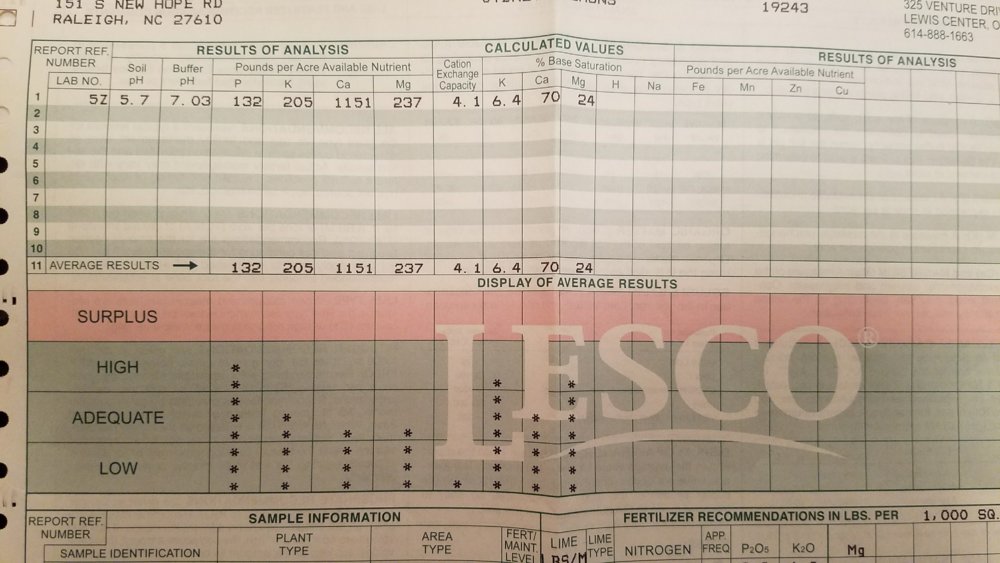 151 S NEW HOPE RD
RALEIGH, NC 27610
19243
325 VENTURE
LEWIS CENTER,
614-888-1663
REPORT REF. NUMBER
LAB NO.
RESULTS OF ANALYSIS
Soil pH
Buffer pH
Pounds per Acre Available Nutrient
P K Ca Mg
CALCULATED VALUES
Cation Exchange Capacity
% Base Saturation
K Ca Mg H Na
RESULTS OF ANALYSIS
Pounds per Acre Available Nutrient
Fe Mn Zn Cu
1 5Z 5.7 7.03 132 205 1151 237 4.1 6.4 70 24
2
3
4
5
6
7
8
9
10
11 AVERAGE RESULTS → 132 205 1151 237 4.1 6.4 70 24
DISPLAY OF AVERAGE RESULTS
SURPLUS
HIGH * 
* * *
* * *
ADEQUATE * * * * *
* * * * * * *
* * * * * * *
LOW * * * * * * *
* * * * * * * *
LESCO®
REPORT REF. NUMBER
SAMPLE IDENTIFICATION
SAMPLE INFORMATION
PLANT TYPE
AREA TYPE
FERT/ MAINT. LEVEL
LIME LBS/M
LIME TYPE
FERTILIZER RECOMMENDATIONS IN LBS. PER 1,000 SQ.
NITROGEN
APP. FREQ
P₂O₅
K₂O
Mg